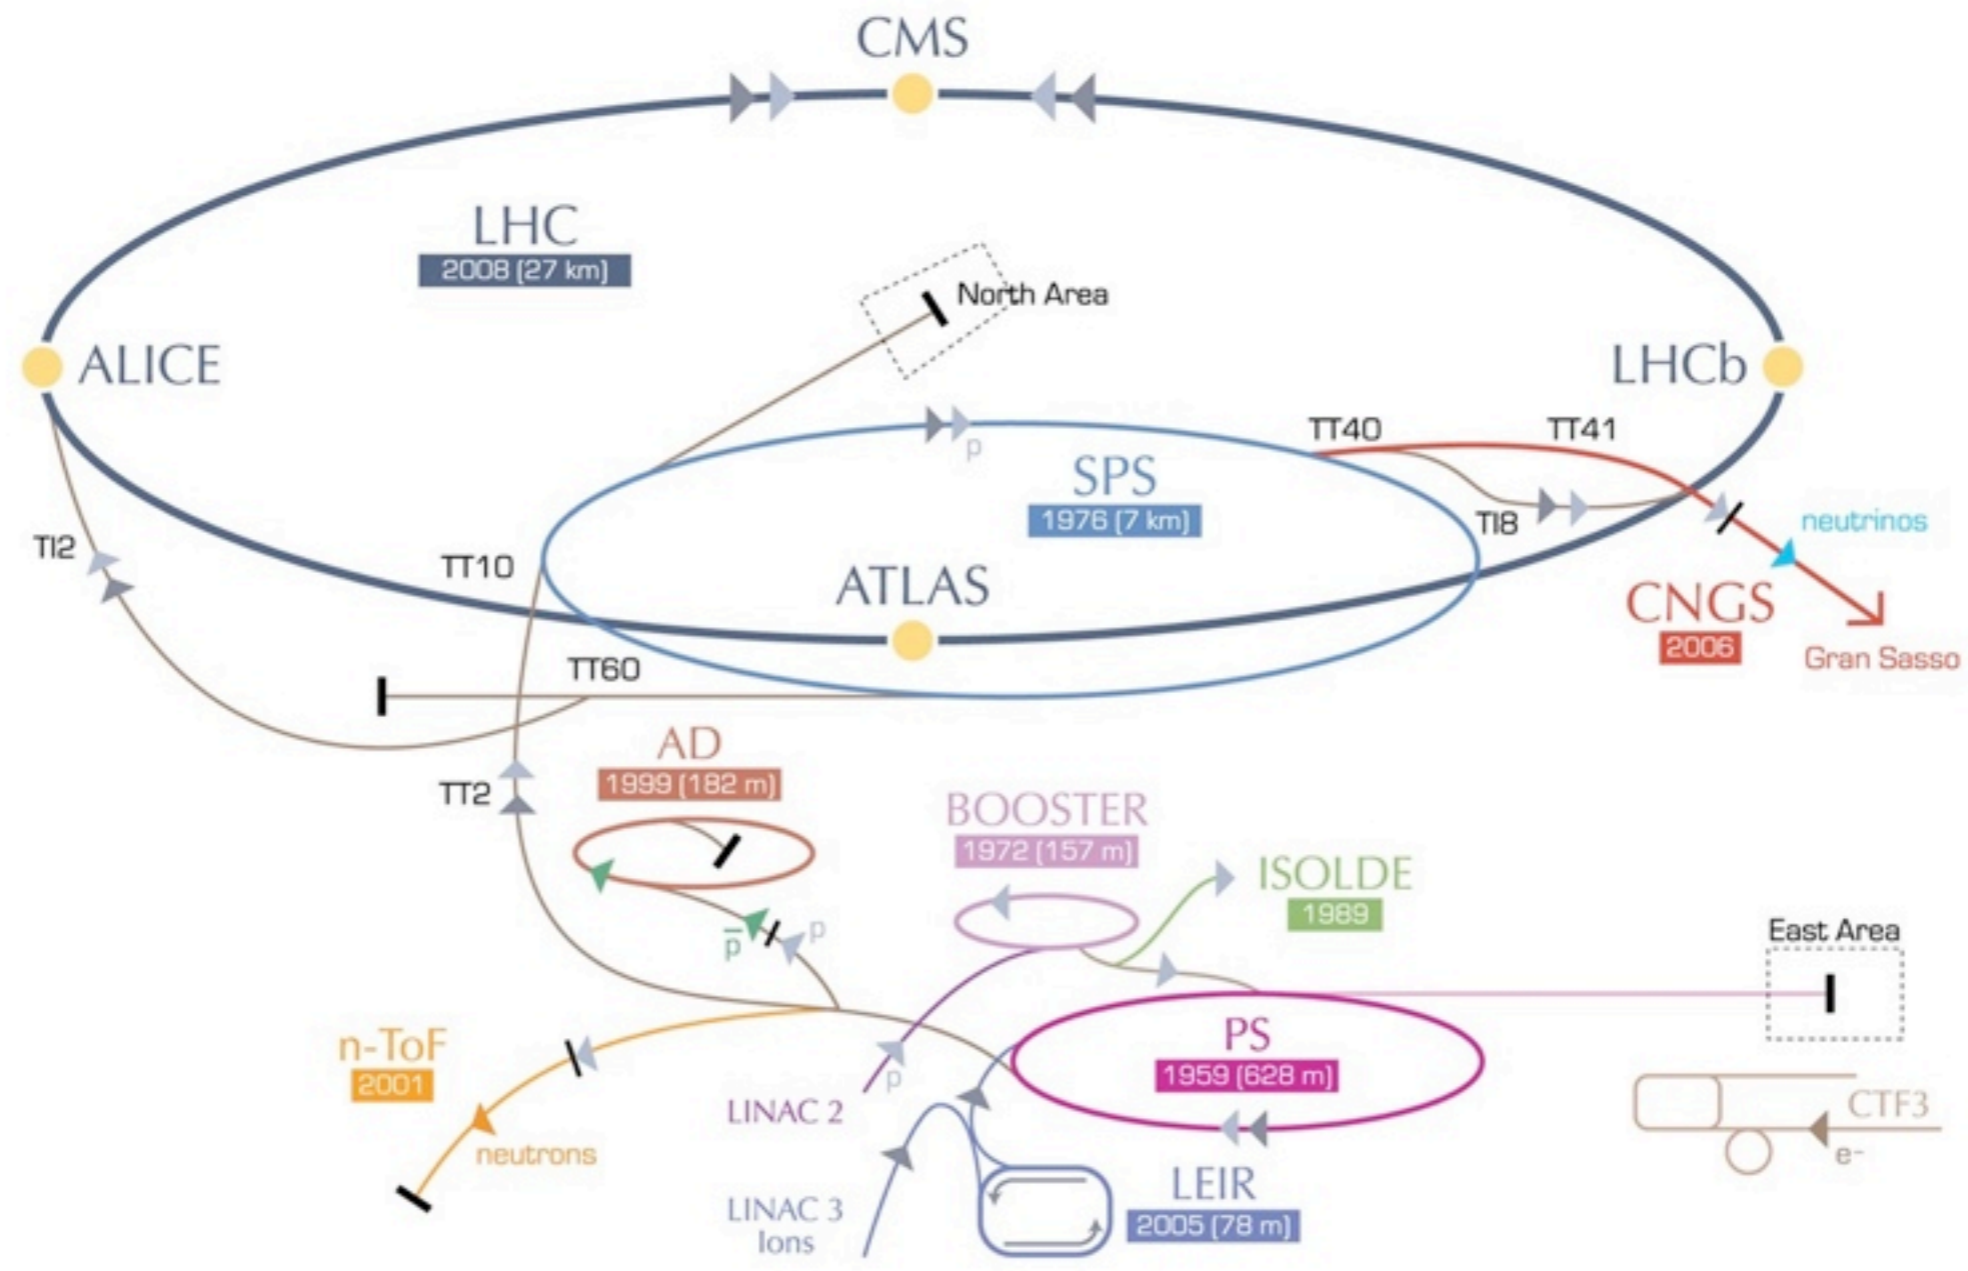 CMS
LHC
2008 (27 km)
North Area
ALICE
LHCb
TT40
TT41
p
SPS
1976 (7 km)
TI8
neutrinos
TI2
TT10
ATLAS
CNGS
2006
Gran Sasso
TT60
AD
1999 (182 m)
TT2
BOOSTER
1972 (157 m)
ISOLDE
1989
East Area
p
p̄
n-ToF
2001
PS
1959 (628 m)
p
LINAC 2
CTF3
e-
neutrons
LEIR
2005 (78 m)
LINAC 3
Ions